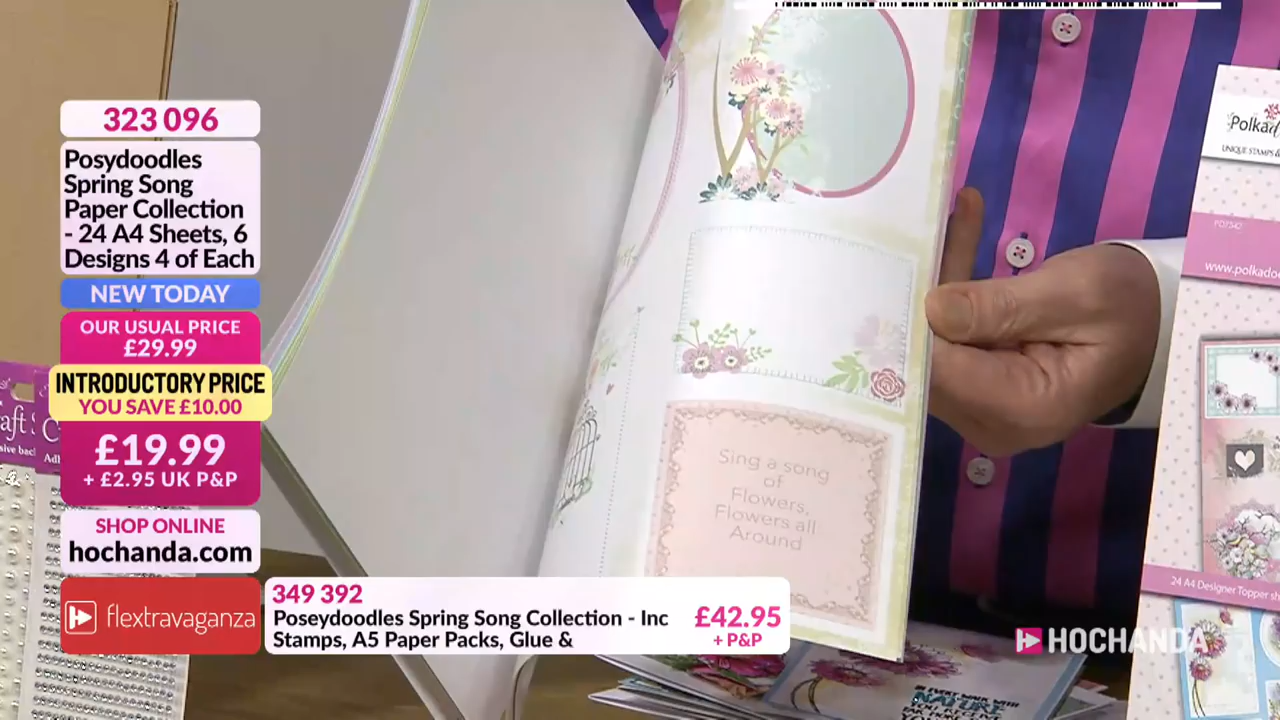 323 096
Posydoodles
Spring Song
Paper Collection
- 24 A4 Sheets, 6
Designs 4 of Each
NEW TODAY
OUR USUAL PRICE
£29.99
INTRODUCTORY PRICE
YOU SAVE £10.00
£19.99
+ £2.95 UK P&P
SHOP ONLINE
hochanda.com
flextravaganza
349 392
Poseydoodles Spring Song Collection - Inc
Stamps, A5 Paper Packs, Glue &
£42.95
+ P&P
Sing a song
of
Flowers,
Flowers all
Around
UNIQUE STAMPS &
24 A4 Designer Topper
HOCHANDA
NATURE